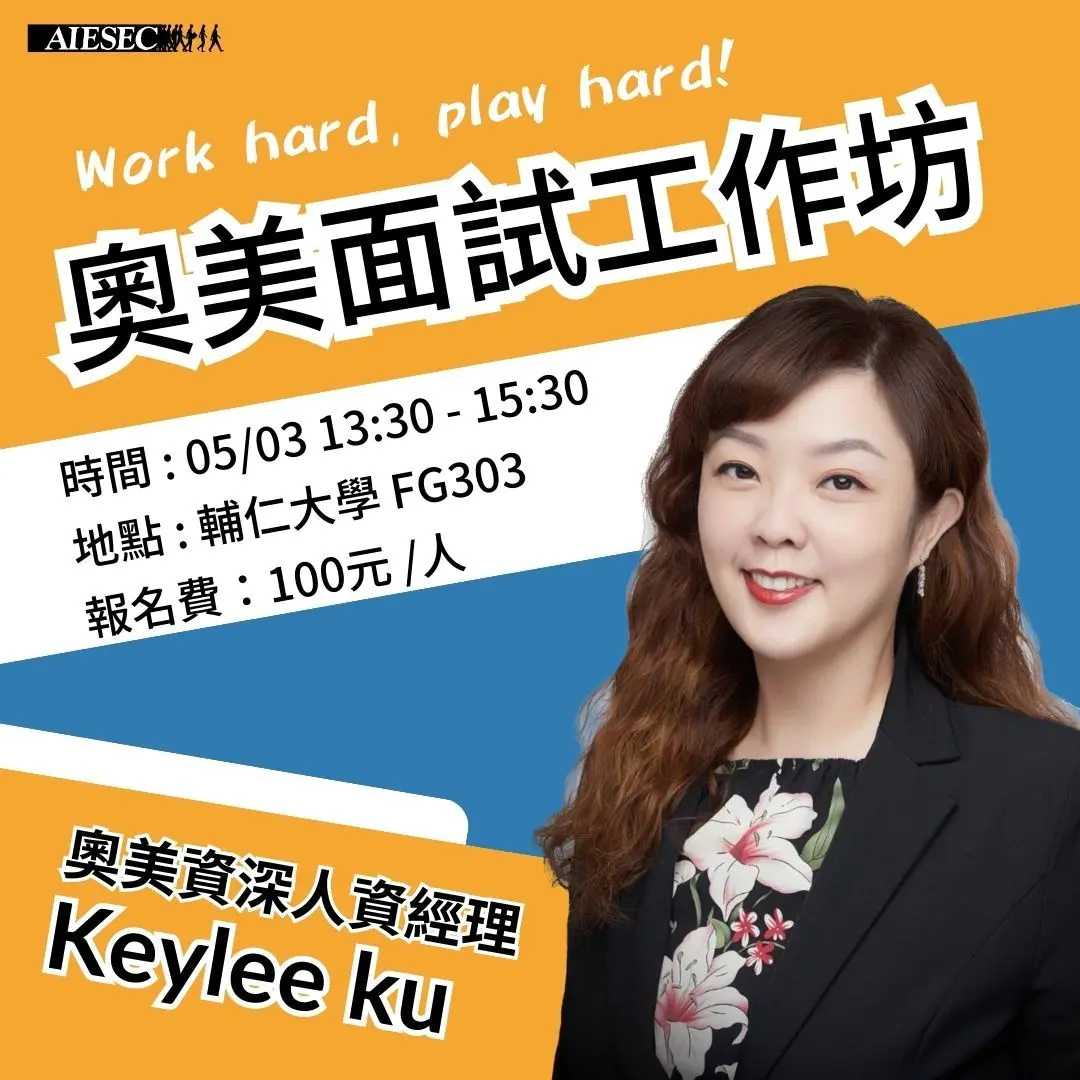 AIESEC
Work hard, play hard!
奧美面試工作坊
時間 : 05/03 13:30 - 15:30
地點 : 輔仁大學 FG303
報名費：100元 /人
奧美資深人資經理
Keylee ku